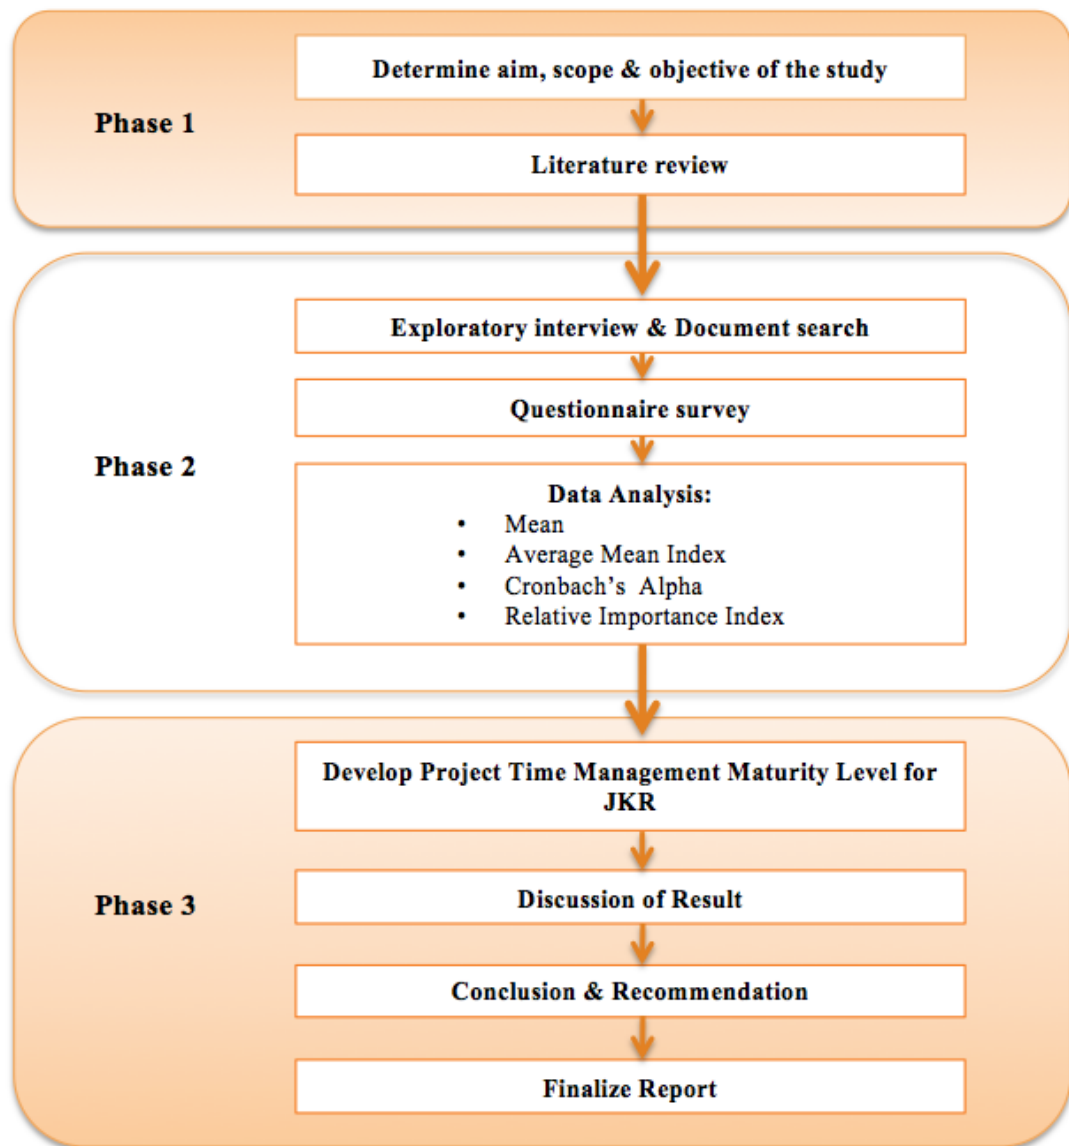 Phase 1
Determine aim, scope & objective of the study
Literature review
Phase 2
Exploratory interview & Document search
Questionnaire survey
Data Analysis:
• Mean
• Average Mean Index
• Cronbach's  Alpha
• Relative Importance Index
Phase 3
Develop Project Time Management Maturity Level for
JKR
Discussion of Result
Conclusion & Recommendation
Finalize Report